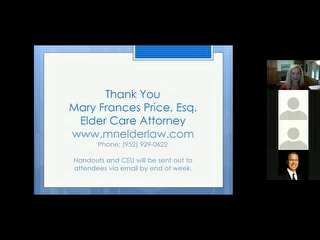 Thank You
Mary Frances Price, Esq.
Elder Care Attorney
www.mnelderlaw.com
Phone: (952) 929-0622
Handouts and CEU will be sent out to
attendees via email by end of week.